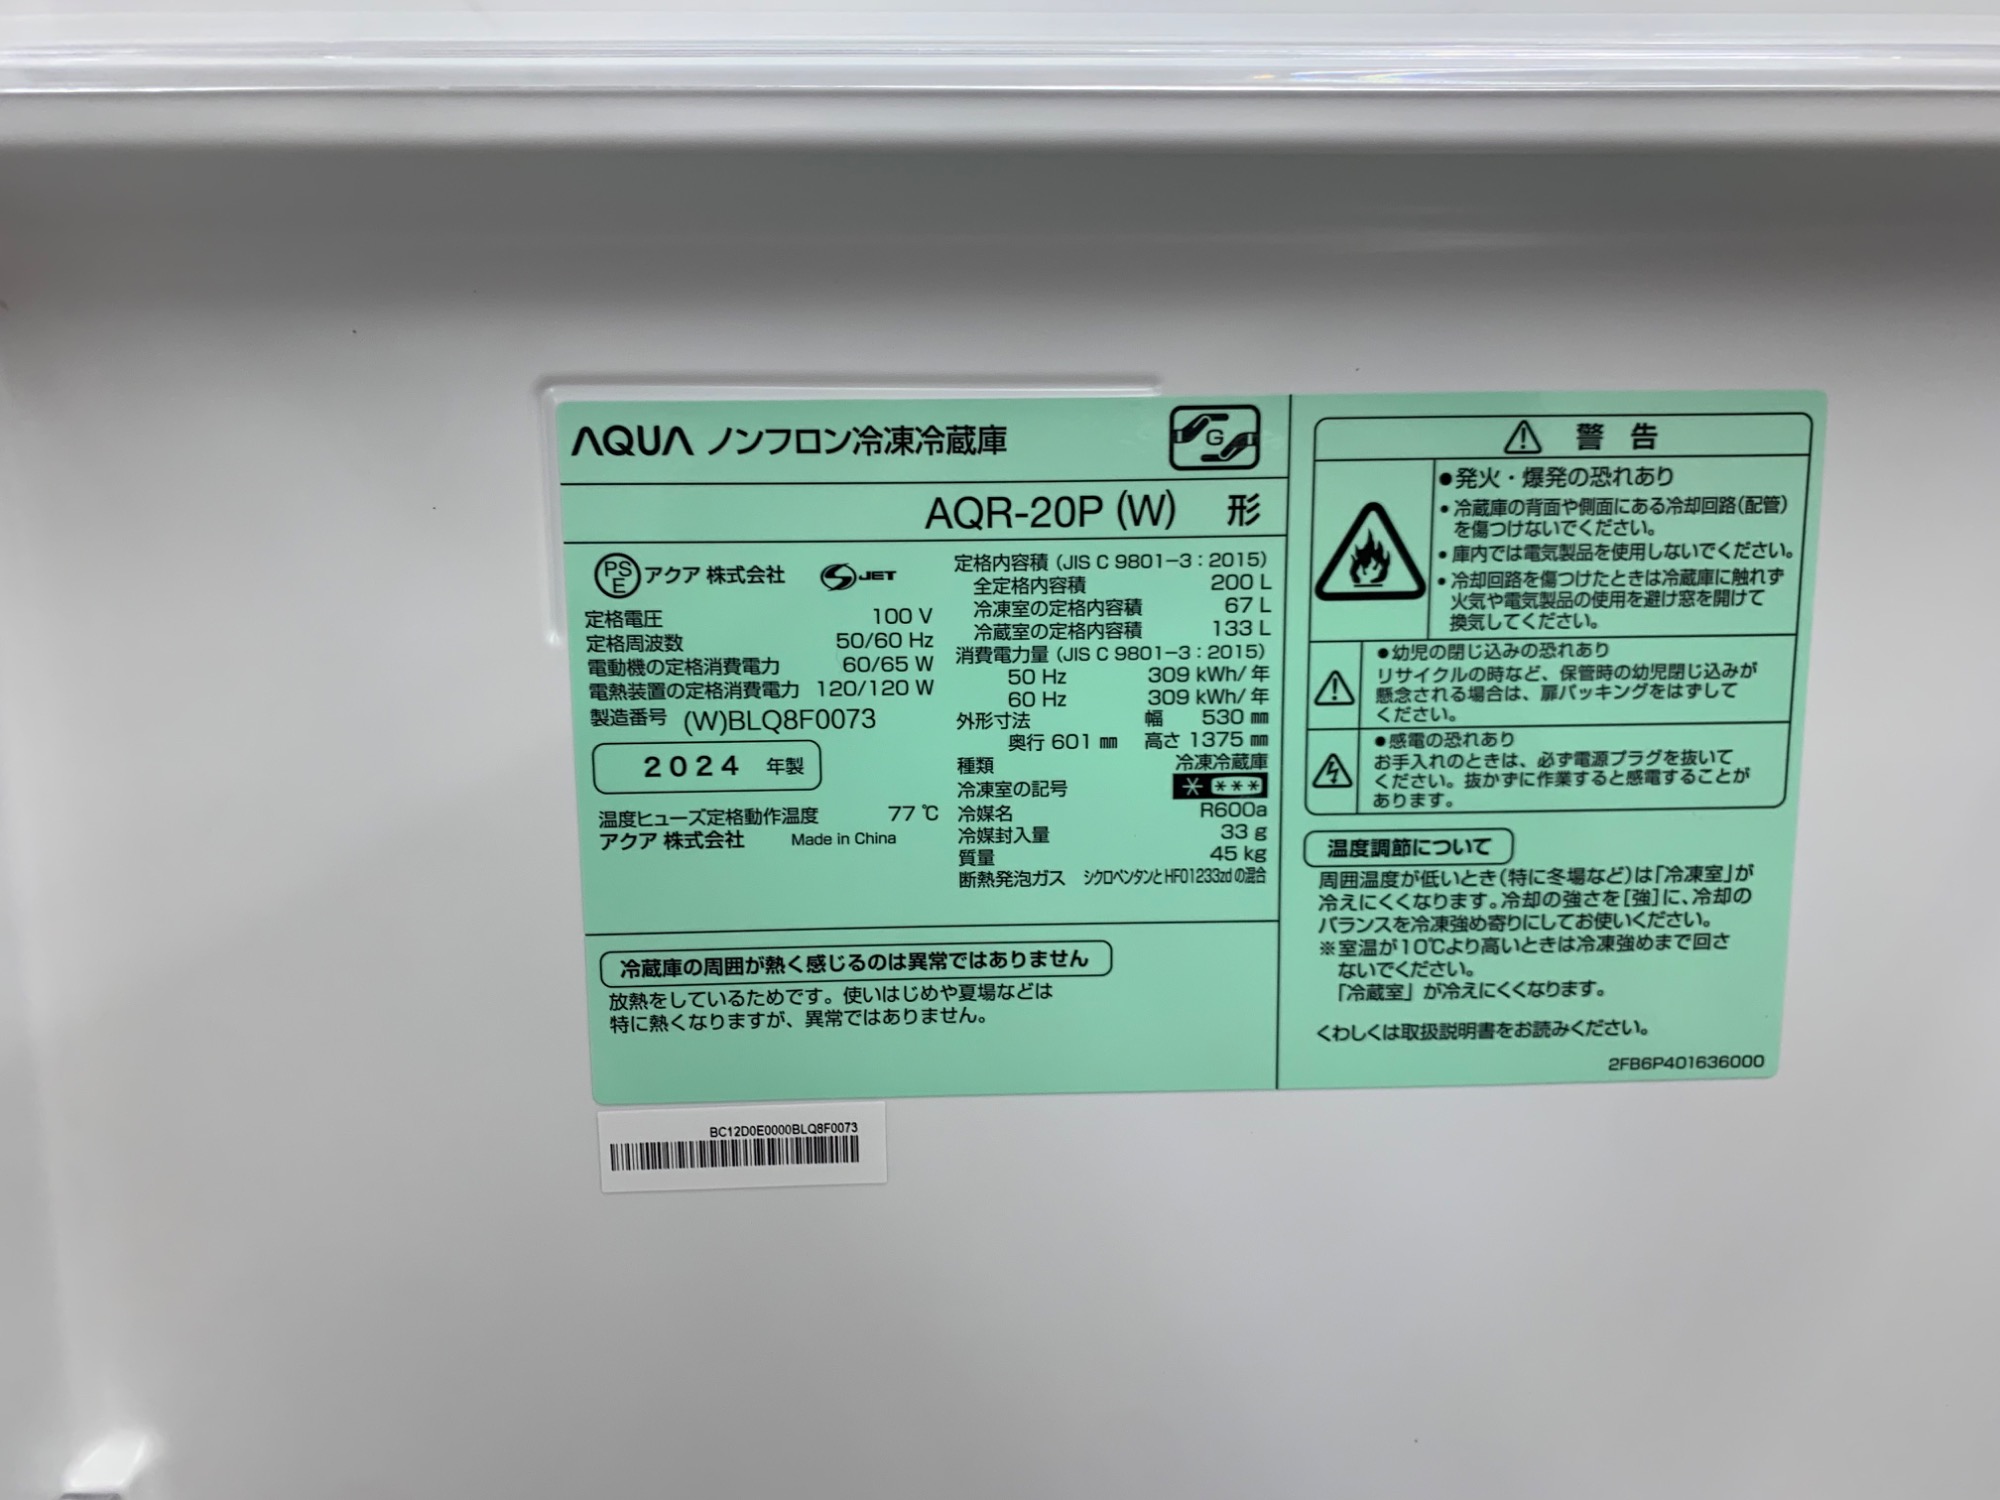 AQUA ノンフロン冷凍冷蔵庫
G
AQR-20P (W) 形
PS
E
アクア 株式会社
S JET
定格電圧 100 V
定格周波数 50/60 Hz
電動機の定格消費電力 60/65 W
電熱装置の定格消費電力 120/120 W
製造番号 (W)BLQ8F0073
2024 年製
温度ヒューズ定格動作温度 77 ℃
アクア 株式会社 Made in China
定格内容積 (JIS C 9801-3 : 2015)
全定格内容積 200 L
冷凍室の定格内容積 67 L
冷蔵室の定格内容積 133 L
消費電力量 (JIS C 9801-3 : 2015)
50 Hz 309 kWh/年
60 Hz 309 kWh/年
外形寸法 幅 530 ㎜
奥行 601 ㎜ 高さ 1375 ㎜
種類 冷凍冷蔵庫
冷凍室の記号 * ***
冷媒名 R600a
冷媒封入量 33 g
質量 45 kg
断熱発泡ガス シクロペンタンとHFO1233zdの混合
冷蔵庫の周囲が熱く感じるのは異常ではありません
放熱をしているためです。使いはじめや夏場などは
特に熱くなりますが、異常ではありません。
警 告
●発火・爆発の恐れあり
・冷蔵庫の背面や側面にある冷却回路(配管)
を傷つけないでください。
・庫内では電気製品を使用しないでください。
・冷却回路を傷つけたときは冷蔵庫に触れず
火気や電気製品の使用を避け窓を開けて
換気してください。
●幼児の閉じ込みの恐れあり
リサイクルの時など、保管時の幼児閉じ込みが
懸念される場合は、扉パッキングをはずして
ください。
●感電の恐れあり
お手入れのときは、必ず電源プラグを抜いて
ください。抜かずに作業すると感電することが
あります。
温度調節について
周囲温度が低いとき(特に冬場など)は「冷凍室」が
冷えにくくなります。冷却の強さを[強]に、冷却の
バランスを冷凍強め寄りにしてお使いください。
※室温が10℃より高いときは冷凍強めまで回さ
ないでください。
「冷蔵室」が冷えにくくなります。
くわしくは取扱説明書をお読みください。
2FB6P401636000
BC12D0E0000BLQ8F0073